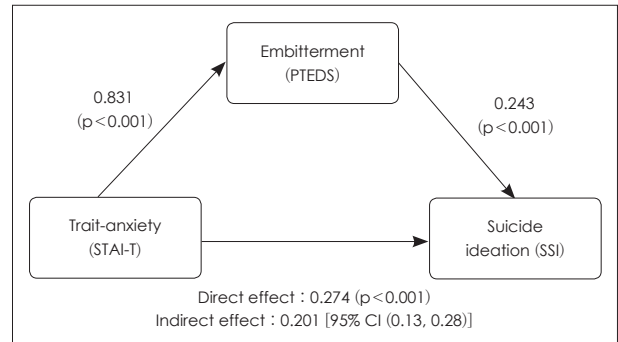 Embitterment
(PTEDS)
0.831
(p<0.001)
0.243
(p<0.001)
Trait-anxiety
(STAI-T)
Suicide
ideation (SSI)
Direct effect : 0.274 (p<0.001)
Indirect effect : 0.201 [95% CI (0.13, 0.28)]